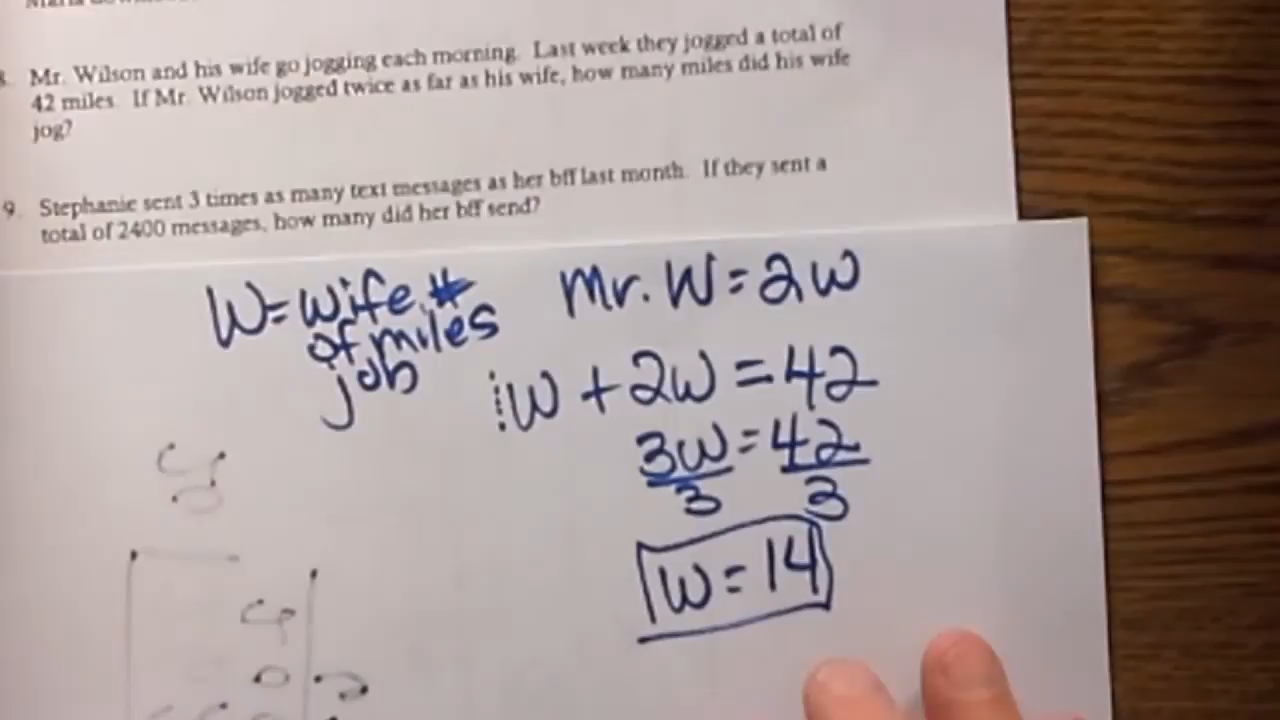 8. Mr. Wilson and his wife go jogging each morning. Last week they jogged a total of
42 miles. If Mr. Wilson jogged twice as far as his wife, how many miles did his wife
jog?
9. Stephanie sent 3 times as many text messages as her bff last month. If they sent a
total of 2400 messages, how many did her bff send?
W=wife #
of miles
job
Mr. W=2w
w + 2w = 42
3w = 42
3 3
w = 14